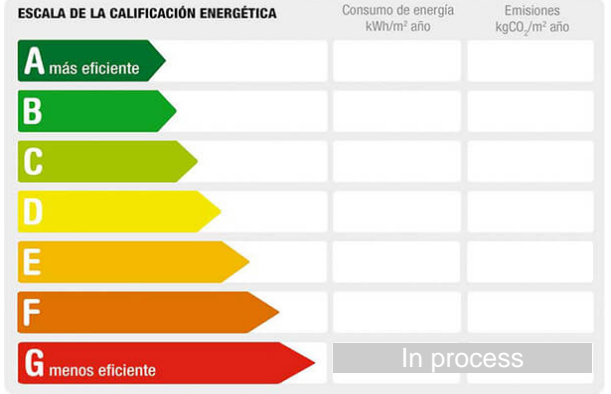 ESCALA DE LA CALIFICACIÓN ENERGÉTICA
Consumo de energía
kWh/m² año
Emisiones
kgCO₂/m² año
A más eficiente
B
C
D
E
F
G menos eficiente
In process